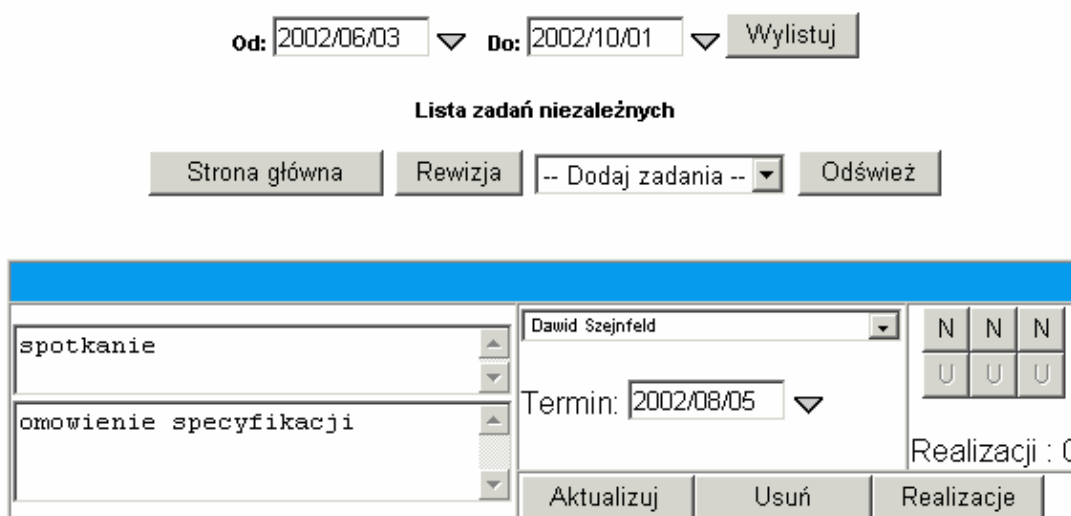 Od: 2002/06/03 Do: 2002/10/01 Wylistuj
Lista zadań niezależnych
Strona główna Rewizja -- Dodaj zadania -- Odśwież
spotkanie
omowienie specyfikacji
Dawid Szejnfeld
Termin: 2002/08/05
N N N
U U U
Realizacji : 0
Aktualizuj Usuń Realizacje